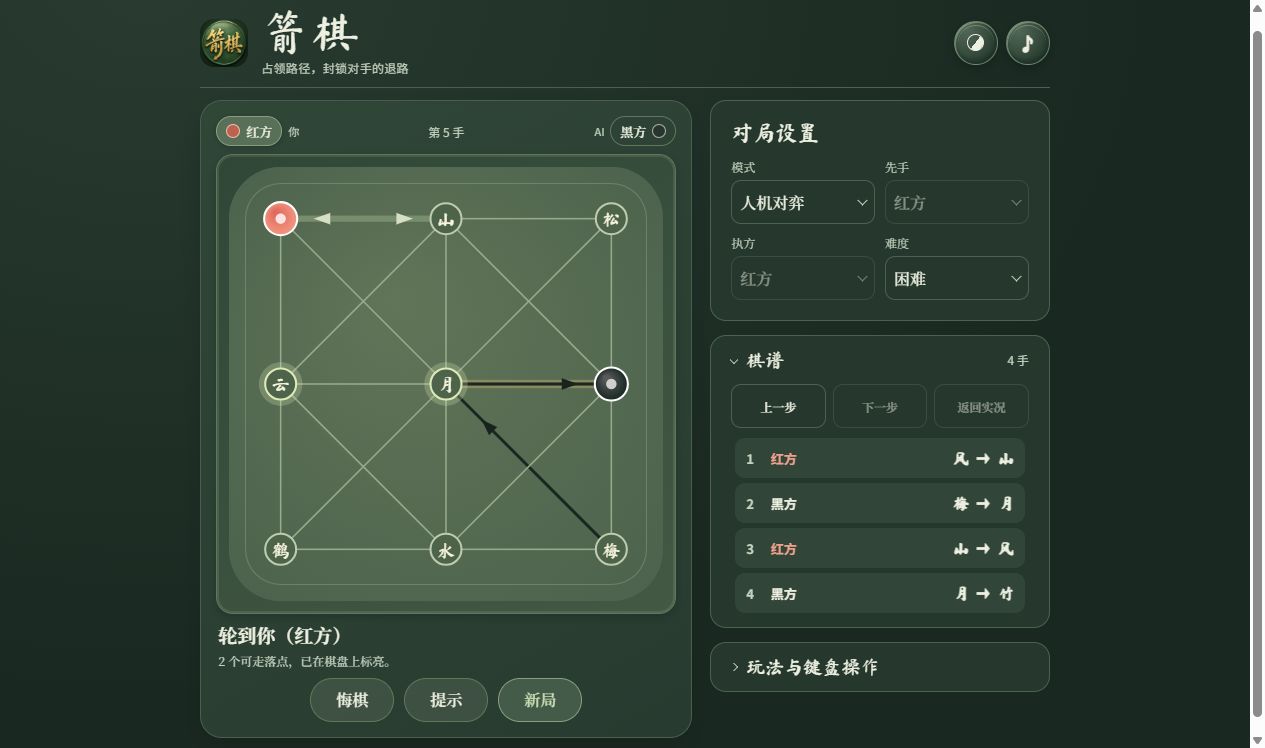 箭棋
箭棋
占领路径，封锁对手的退路
红方 你
第 5 手
AI 黑方
山 松
云 月
鹤 水 梅
轮到你（红方）
2 个可走落点，已在棋盘上标亮。
悔棋 提示 新局
对局设置
模式 先手
人机对弈 红方
执方 难度
红方 困难
棋谱 4 手
上一步 下一步 返回实况
1 红方 风 → 山
2 黑方 梅 → 月
3 红方 山 → 风
4 黑方 月 → 竹
玩法与键盘操作